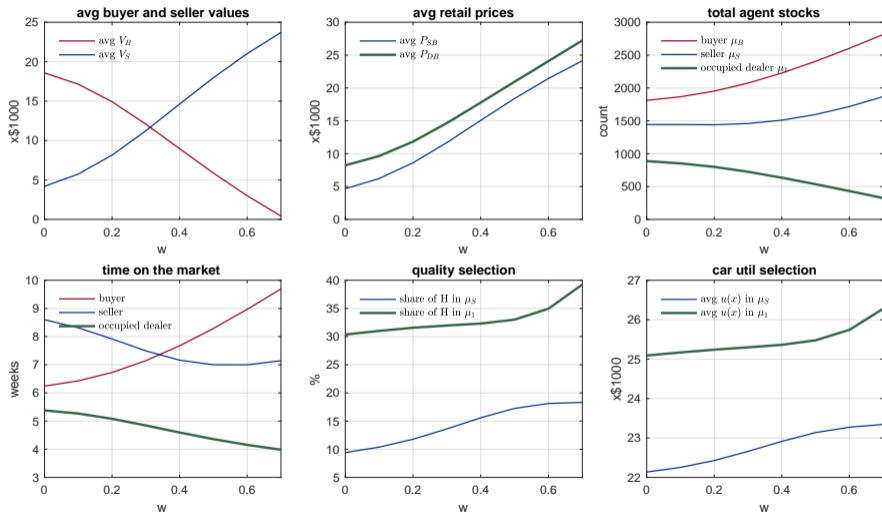 avg buyer and seller values
25
20
15
10
5
0
x$1000
avg V_B
avg V_S
0 0.2 0.4 0.6
w
avg retail prices
30
25
20
15
10
5
0
x$1000
avg P_SB
avg P_DB
0 0.2 0.4 0.6
w
total agent stocks
3000
2500
2000
1500
1000
500
0
count
buyer μ_B
seller μ_S
occupied dealer μ_1
0 0.2 0.4 0.6
w
time on the market
10
9
8
7
6
5
4
3
weeks
buyer
seller
occupied dealer
0 0.2 0.4 0.6
w
quality selection
40
35
30
25
20
15
10
5
%
share of H in μ_S
share of H in μ_1
0 0.2 0.4 0.6
w
car util selection
27
26
25
24
23
22
x$1000
avg u(x) in μ_S
avg u(x) in μ_1
0 0.2 0.4 0.6
w